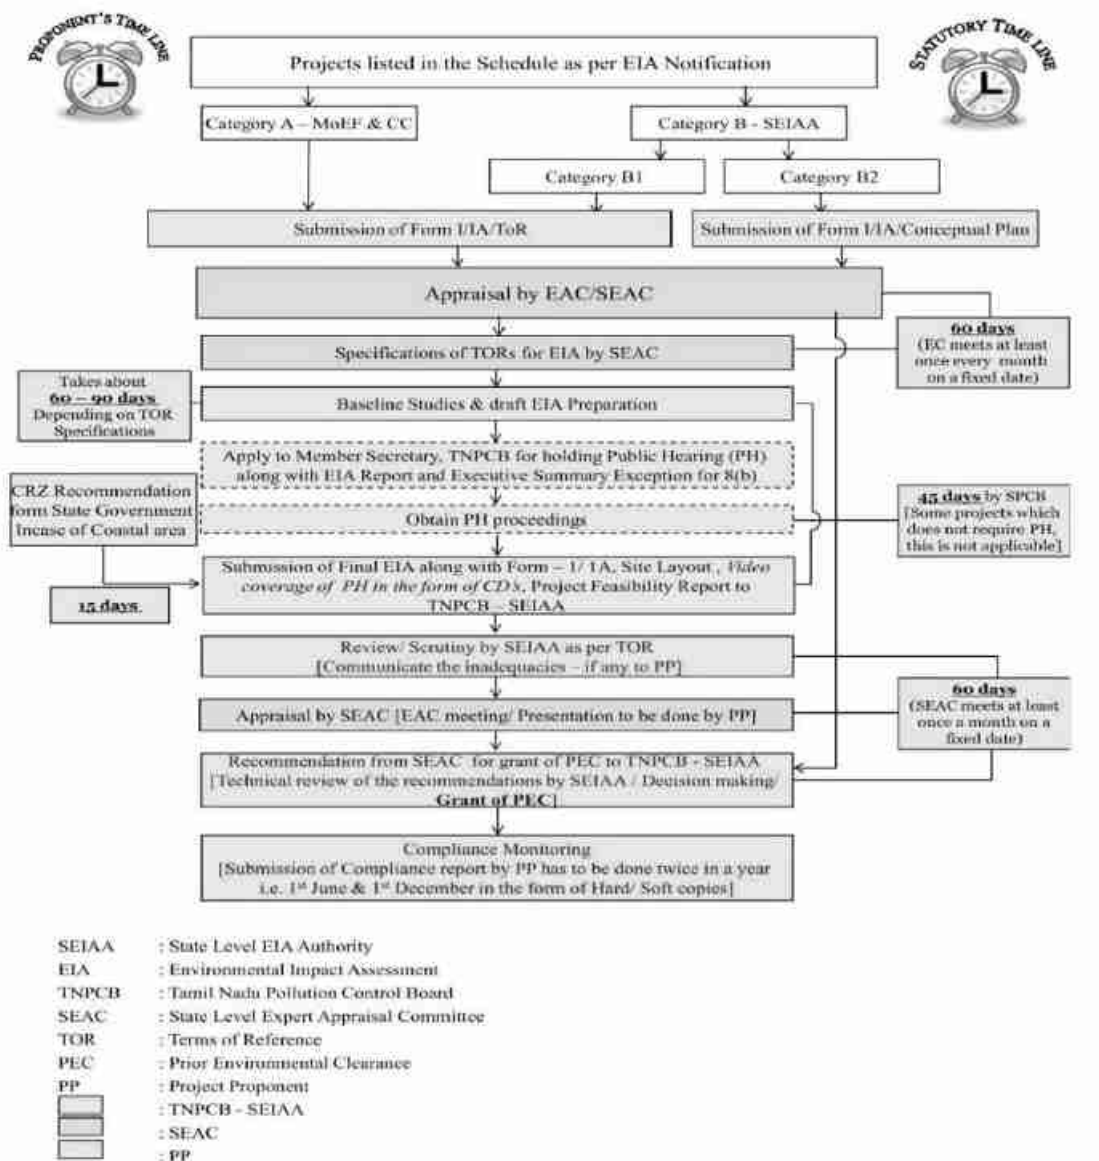 PROPONENT'S TIME LINE
STATUTORY TIME LINE
Projects listed in the Schedule as per EIA Notification
Category A – MoEF & CC
Category B - SEIAA
Category B1
Category B2
Submission of Form I/IA/ToR
Submission of Form I/IA/Conceptual Plan
Appraisal by EAC/SEAC
60 days
(EC meets at least
once every month
on a fixed date)
Specifications of TORs for EIA by SEAC
Takes about
60 – 90 days
Depending on TOR
Specifications
Baseline Studies & draft EIA Preparation
Apply to Member Secretary, TNPCB for holding Public Hearing (PH)
along with EIA Report and Executive Summary Exception for 8(b)
CRZ Recommendation
form State Government
Incase of Coastal area
45 days by SPCB
[Some projects which
does not require PH,
this is not applicable]
Obtain PH proceedings
15 days
Submission of Final EIA along with Form – 1/ 1A, Site Layout , Video
coverage of PH in the form of CD's, Project Feasibility Report to
TNPCB – SEIAA
Review/ Scrutiny by SEIAA as per TOR
[Communicate the inadequacies – if any to PP]
60 days
(SEAC meets at least
once a month on a
fixed date)
Appraisal by SEAC [EAC meeting/ Presentation to be done by PP]
Recommendation from SEAC for grant of PEC to TNPCB - SEIAA
[Technical review of the recommendations by SEIAA / Decision making/
Grant of PEC]
Compliance Monitoring
[Submission of Compliance report by PP has to be done twice in a year
i.e. 1st June & 1st December in the form of Hard/ Soft copies]
SEIAA : State Level EIA Authority
EIA : Environmental Impact Assessment
TNPCB : Tamil Nadu Pollution Control Board
SEAC : State Level Expert Appraisal Committee
TOR : Terms of Reference
PEC : Prior Environmental Clearance
PP : Project Proponent
: TNPCB - SEIAA
: SEAC
: PP